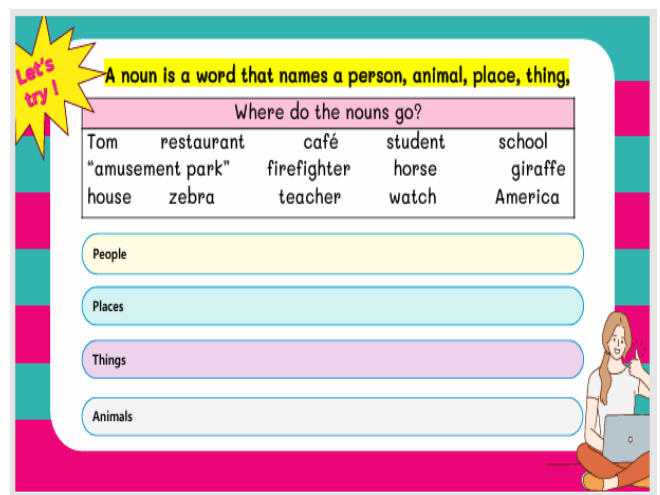 Let's
try !
A noun is a word that names a person, animal, place, thing,
Where do the nouns go?
Tom restaurant café student school
“amusement park” firefighter horse giraffe
house zebra teacher watch America
People
Places
Things
Animals